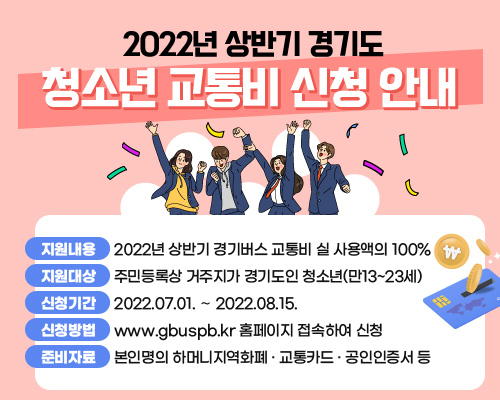 2022년 상반기 경기도
청소년 교통비 신청 안내
지원내용 2022년 상반기 경기버스 교통비 실 사용액의 100%
지원대상 주민등록상 거주지가 경기도인 청소년(만13~23세)
신청기간 2022.07.01. ~ 2022.08.15.
신청방법 www.gbuspb.kr 홈페이지 접속하여 신청
준비자료 본인명의 하머니지역화폐 · 교통카드 · 공인인증서 등